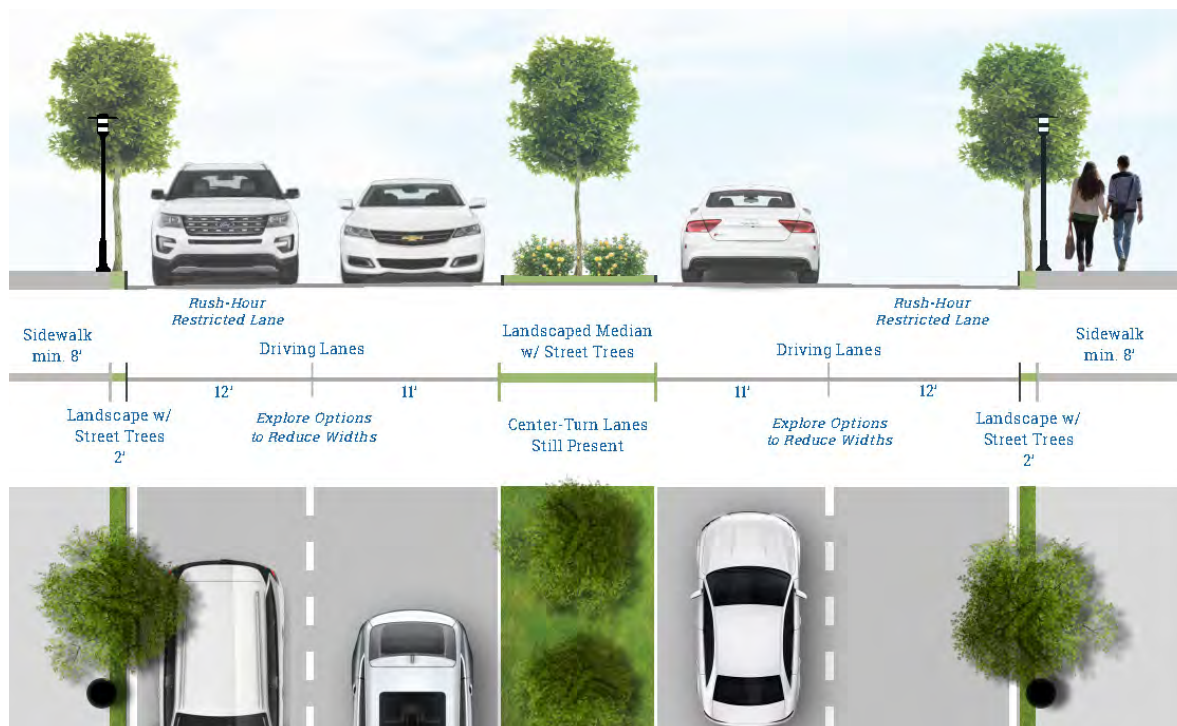 Rush-Hour
Restricted Lane
Rush-Hour
Restricted Lane
Sidewalk
min. 8'
Driving Lanes
Landscaped Median
w/ Street Trees
Driving Lanes
Sidewalk
min. 8'
12'
11'
11'
12'
Landscape w/
Street Trees
2'
Explore Options
to Reduce Widths
Center-Turn Lanes
Still Present
Explore Options
to Reduce Widths
Landscape w/
Street Trees
2'